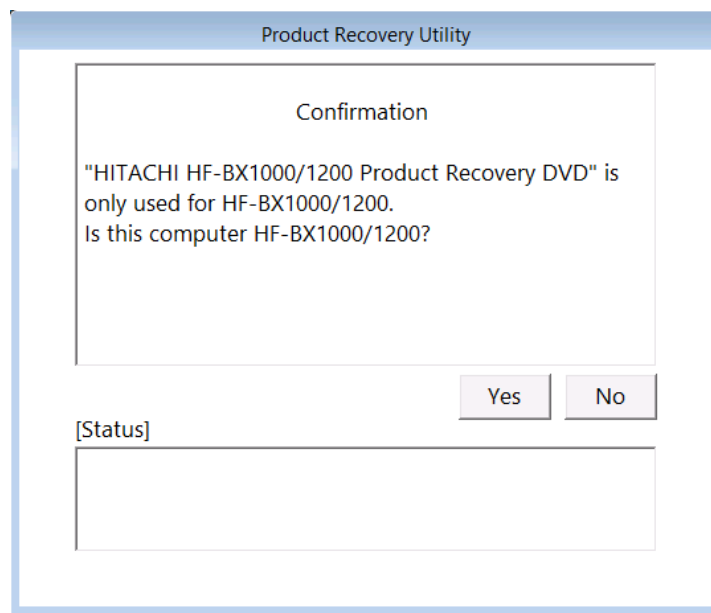 Product Recovery Utility
Confirmation
"HITACHI HF-BX1000/1200 Product Recovery DVD" is
only used for HF-BX1000/1200.
Is this computer HF-BX1000/1200?
Yes
No
[Status]